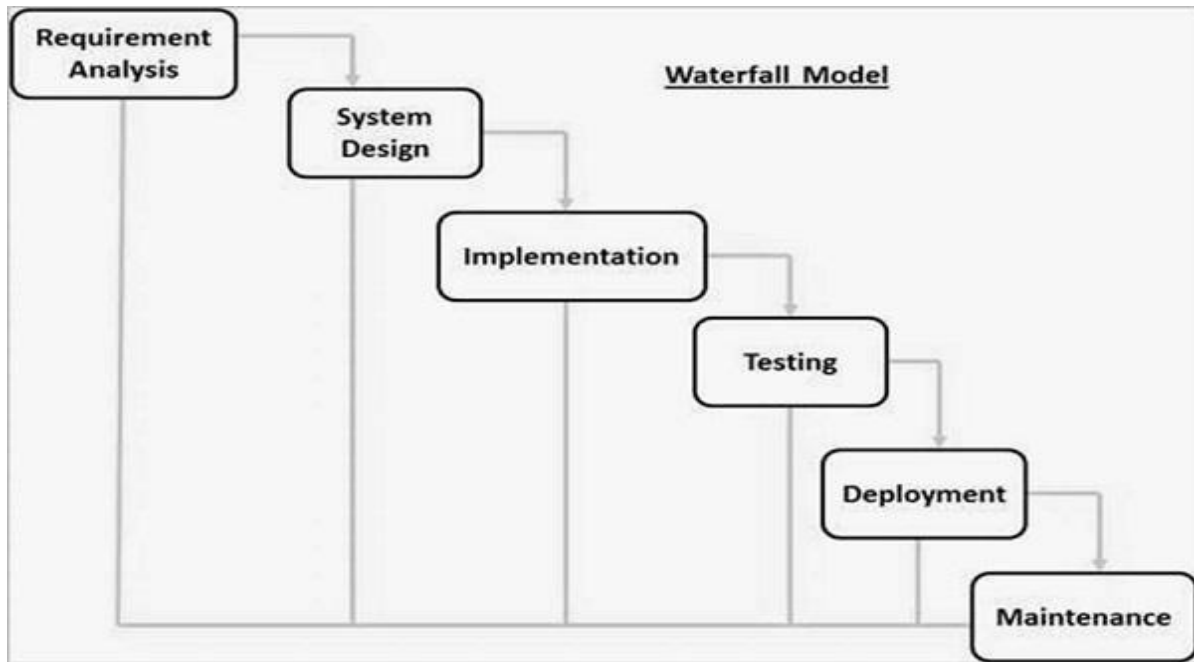 Requirement
Analysis
Waterfall Model
System
Design
Implementation
Testing
Deployment
Maintenance